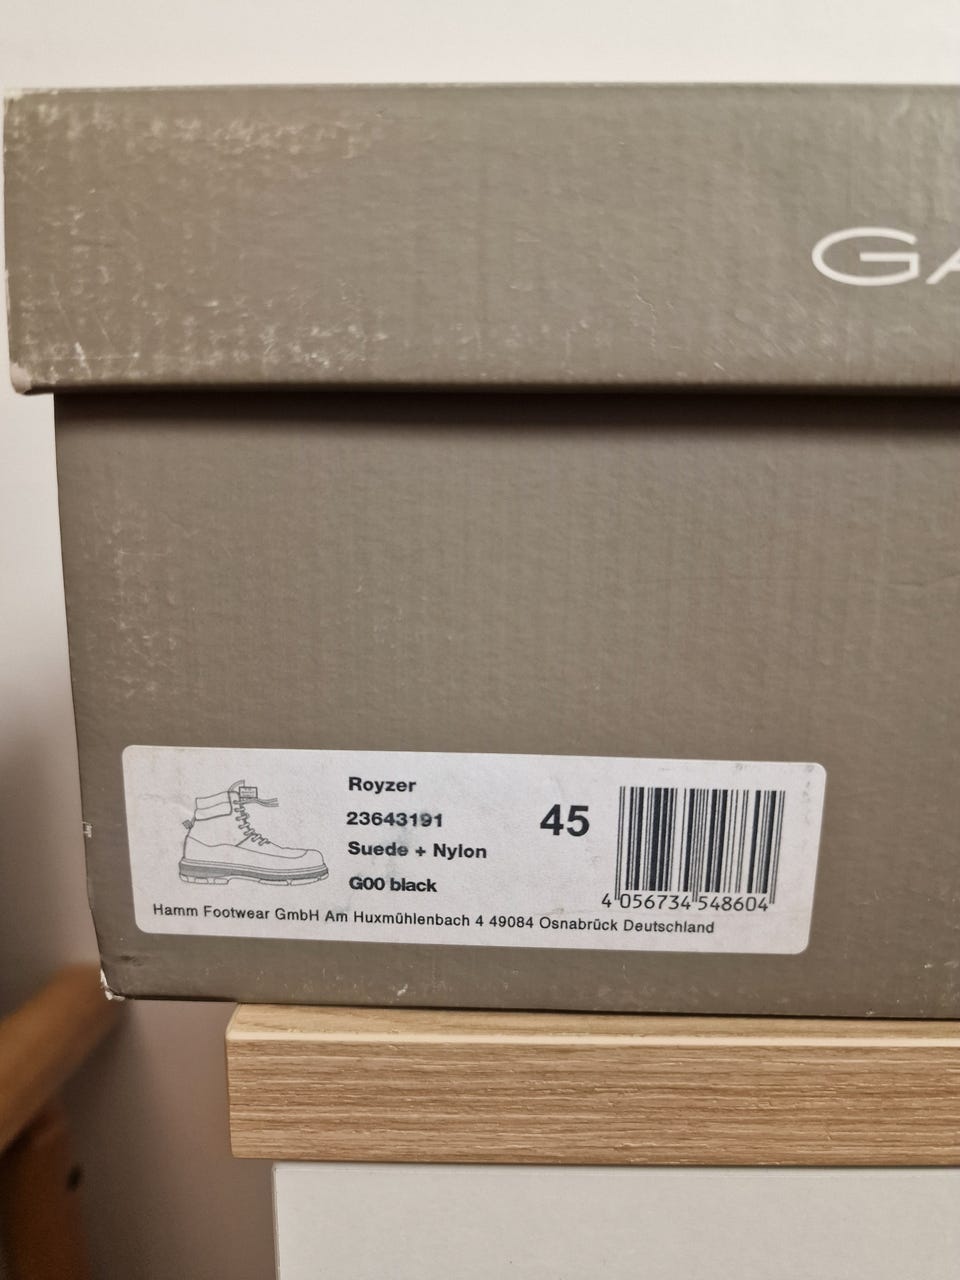 GA
Royzer
23643191
Suede + Nylon
G00 black
45
4 056734 548604
Hamm Footwear GmbH Am Huxmühlenbach 4 49084 Osnabrück Deutschland